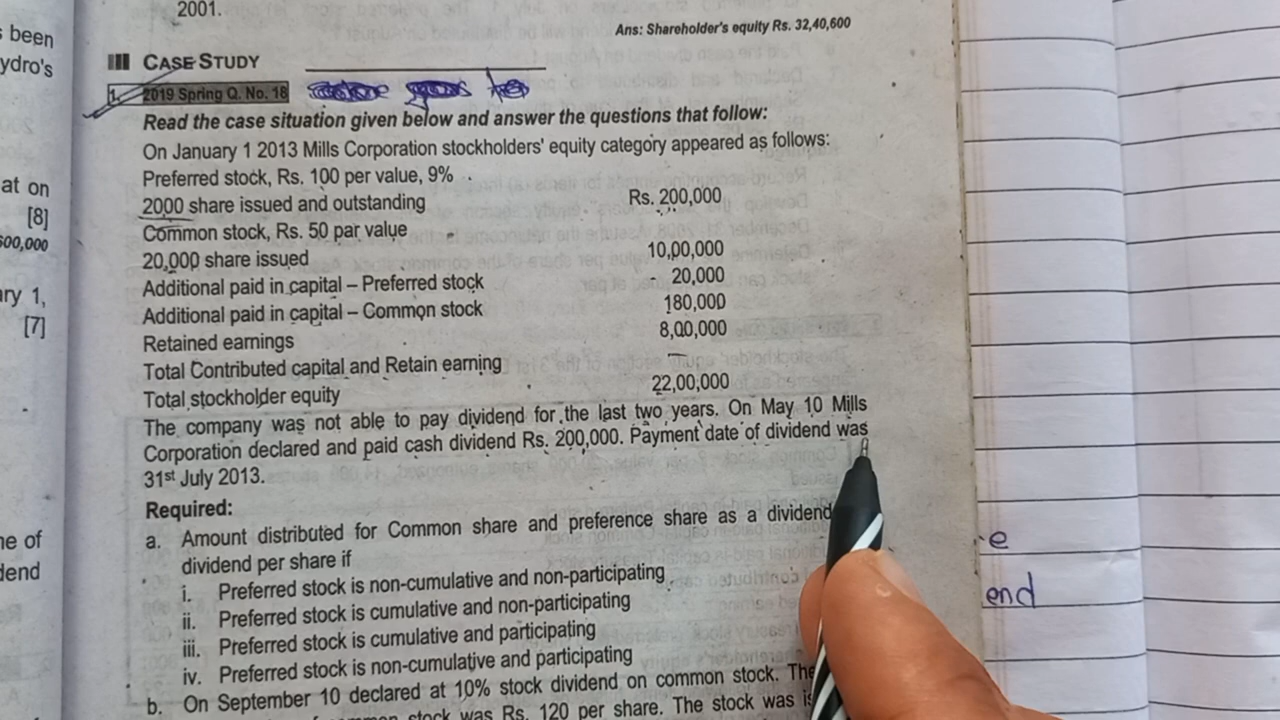 2001.
Ans: Shareholder's equity Rs. 32,40,600
CASE STUDY
1. 2019 Spring Q. No. 18
Read the case situation given below and answer the questions that follow:
On January 1 2013 Mills Corporation stockholders' equity category appeared as follows:
Preferred stock, Rs. 100 per value, 9%
2000 share issued and outstanding Rs. 200,000
Common stock, Rs. 50 par value
20,000 share issued 10,00,000
Additional paid in capital – Preferred stock 20,000
Additional paid in capital – Common stock 180,000
Retained earnings 8,00,000
Total Contributed capital and Retain earning
Total stockholder equity 22,00,000
The company was not able to pay dividend for the last two years. On May 10 Mills
Corporation declared and paid cash dividend Rs. 200,000. Payment date of dividend was
31st July 2013.
Required:
a. Amount distributed for Common share and preference share as a dividend
dividend per share if
i. Preferred stock is non-cumulative and non-participating
ii. Preferred stock is cumulative and non-participating
iii. Preferred stock is cumulative and participating
iv. Preferred stock is non-cumulative and participating
b. On September 10 declared at 10% stock dividend on common stock. The
stock was Rs. 120 per share. The stock was
been
ydro's
at on
[8]
500,000
ary 1,
[7]
ne of
dend
e
end